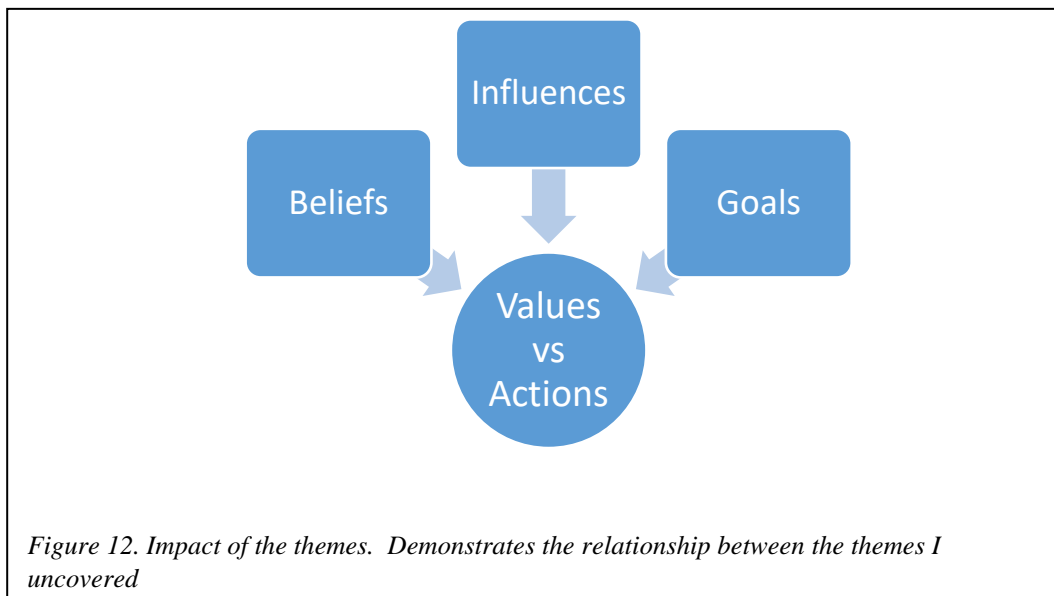 Influences
Beliefs
Goals
Values
vs
Actions
Figure 12. Impact of the themes.  Demonstrates the relationship between the themes I
uncovered